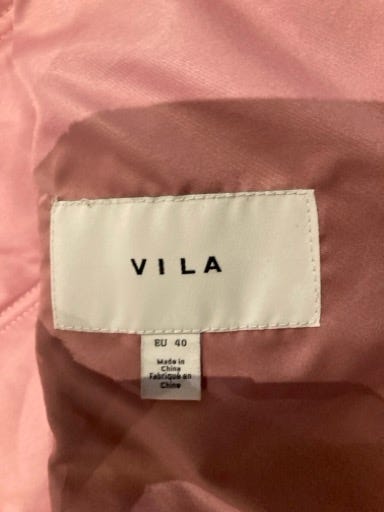 VILA
EU 40
Made in
China
Fabriqué en
Chine